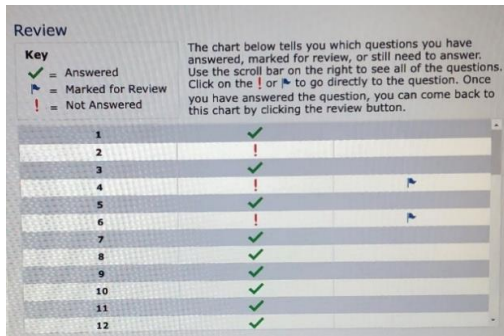 Review
Key
= Answered
= Marked for Review
! = Not Answered
The chart below tells you which questions you have
answered, marked for review, or still need to answer.
Use the scroll bar on the right to see all of the questions.
Click on the ! or to go directly to the question. Once
you have answered the question, you can come back to
this chart by clicking the review button.
1
2 !
3
4 !
5
6 !
7
8
9
10
11
12